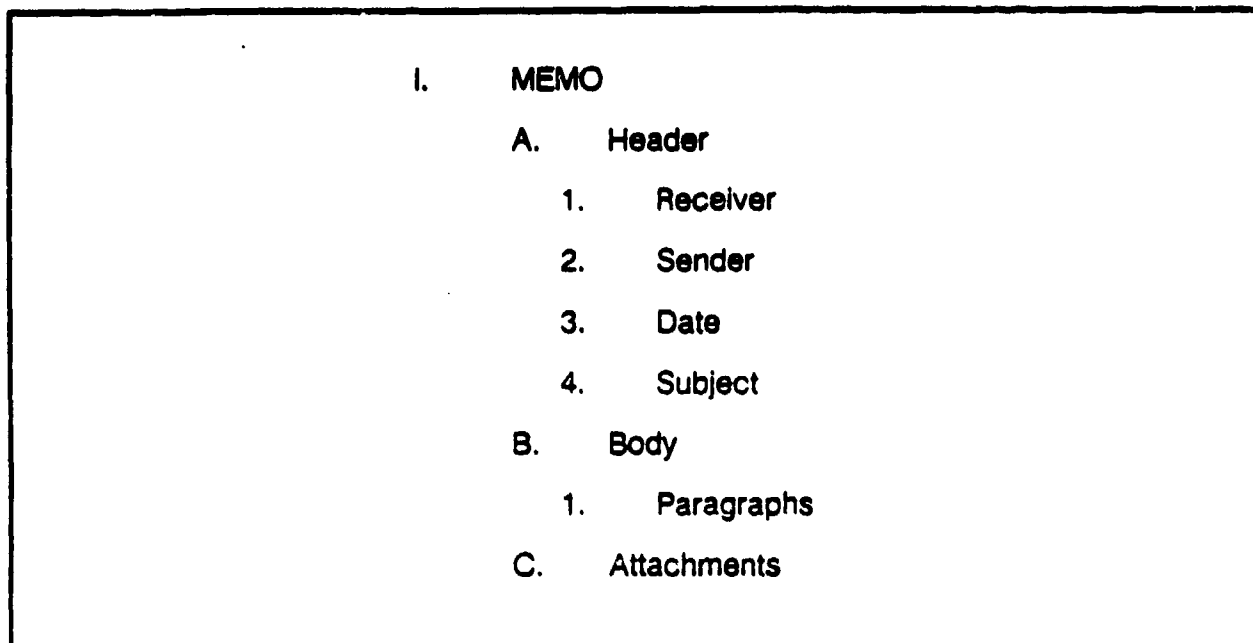 I. MEMO
A. Header
1. Receiver
2. Sender
3. Date
4. Subject
B. Body
1. Paragraphs
C. Attachments